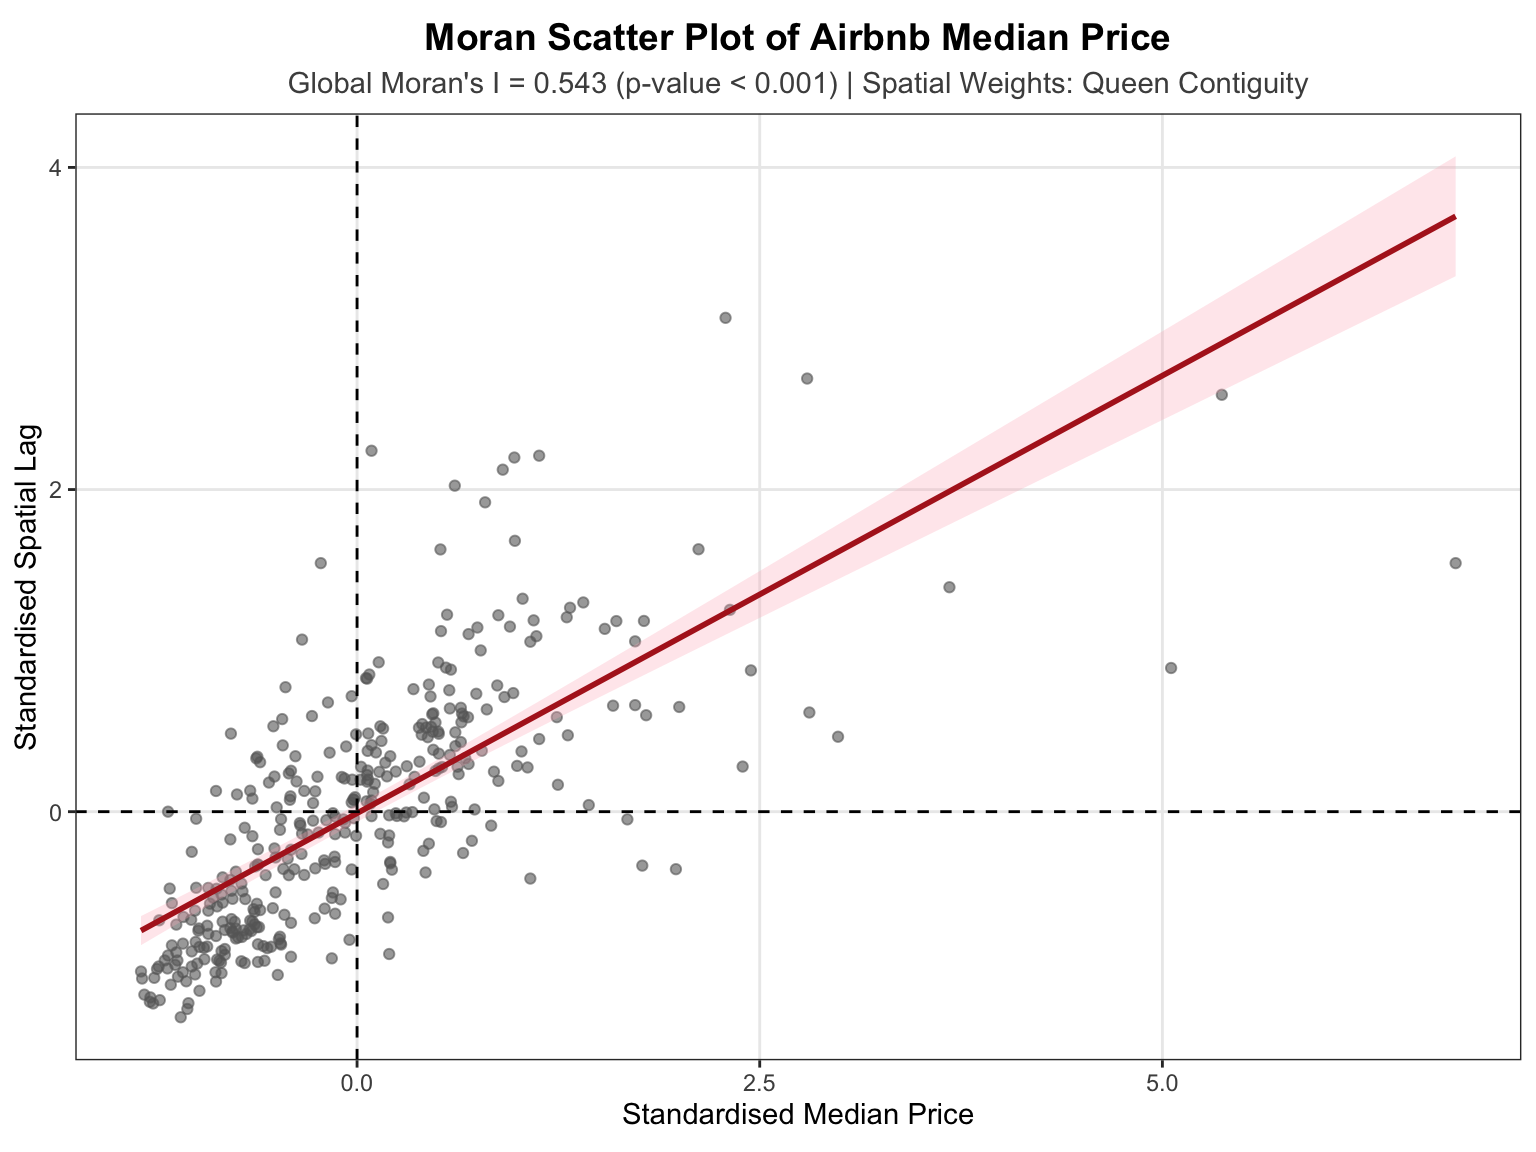 Moran Scatter Plot of Airbnb Median Price
Global Moran's I = 0.543 (p-value < 0.001) | Spatial Weights: Queen Contiguity
4
2
0
Standardised Spatial Lag
0.0
2.5
5.0
Standardised Median Price